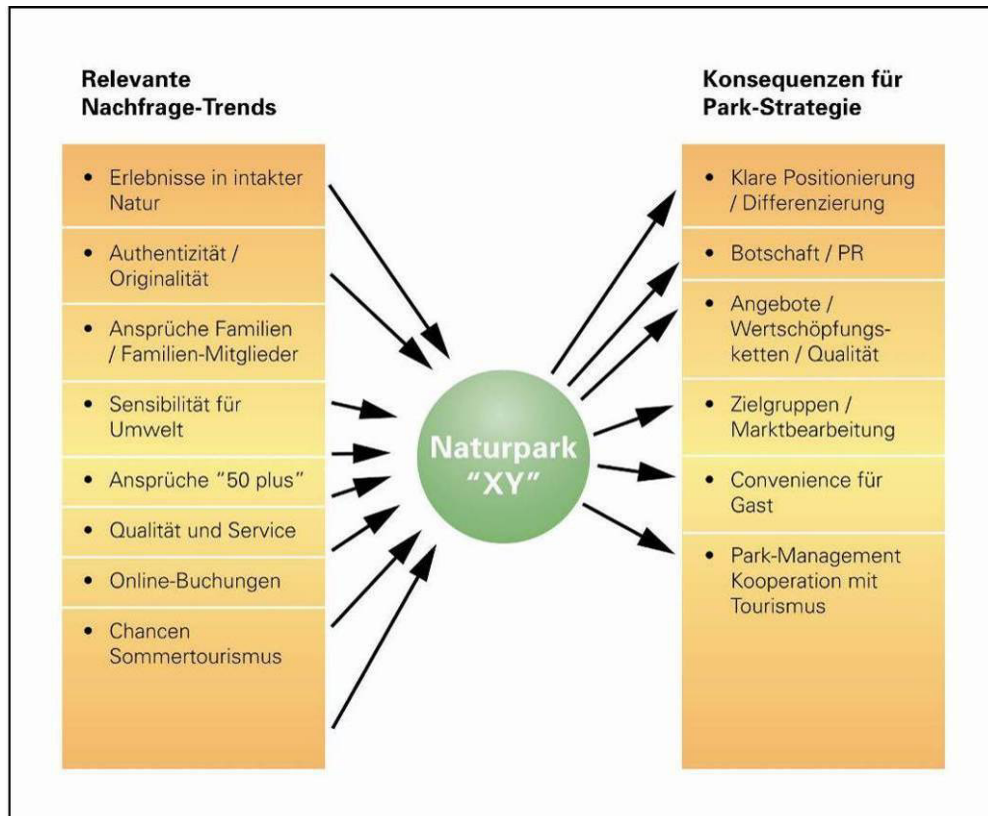 Relevante
Nachfrage-Trends
• Erlebnisse in intakter
Natur
• Authentizität /
Originalität
• Ansprüche Familien
/ Familien-Mitglieder
• Sensibilität für
Umwelt
• Ansprüche “50 plus”
• Qualität und Service
• Online-Buchungen
• Chancen
Sommertourismus
Naturpark
“XY”
Konsequenzen für
Park-Strategie
• Klare Positionierung
/ Differenzierung
• Botschaft / PR
• Angebote /
Wertschöpfungs-
ketten / Qualität
• Zielgruppen /
Marktbearbeitung
• Convenience für
Gast
• Park-Management
Kooperation mit
Tourismus